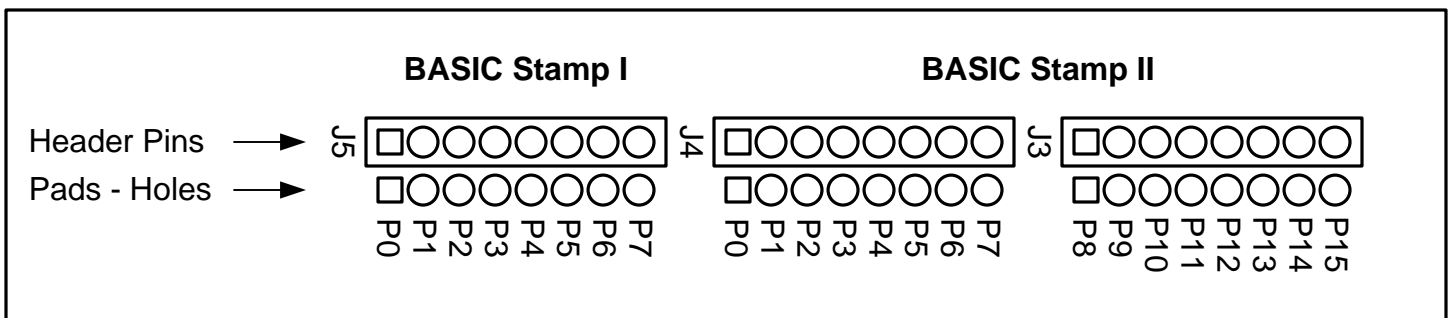 BASIC Stamp I
BASIC Stamp II
Header Pins
J5
J4
J3
Pads - Holes
P0 P1 P2 P3 P4 P5 P6 P7
P0 P1 P2 P3 P4 P5 P6 P7
P8 P9 P10 P11 P12 P13 P14 P15